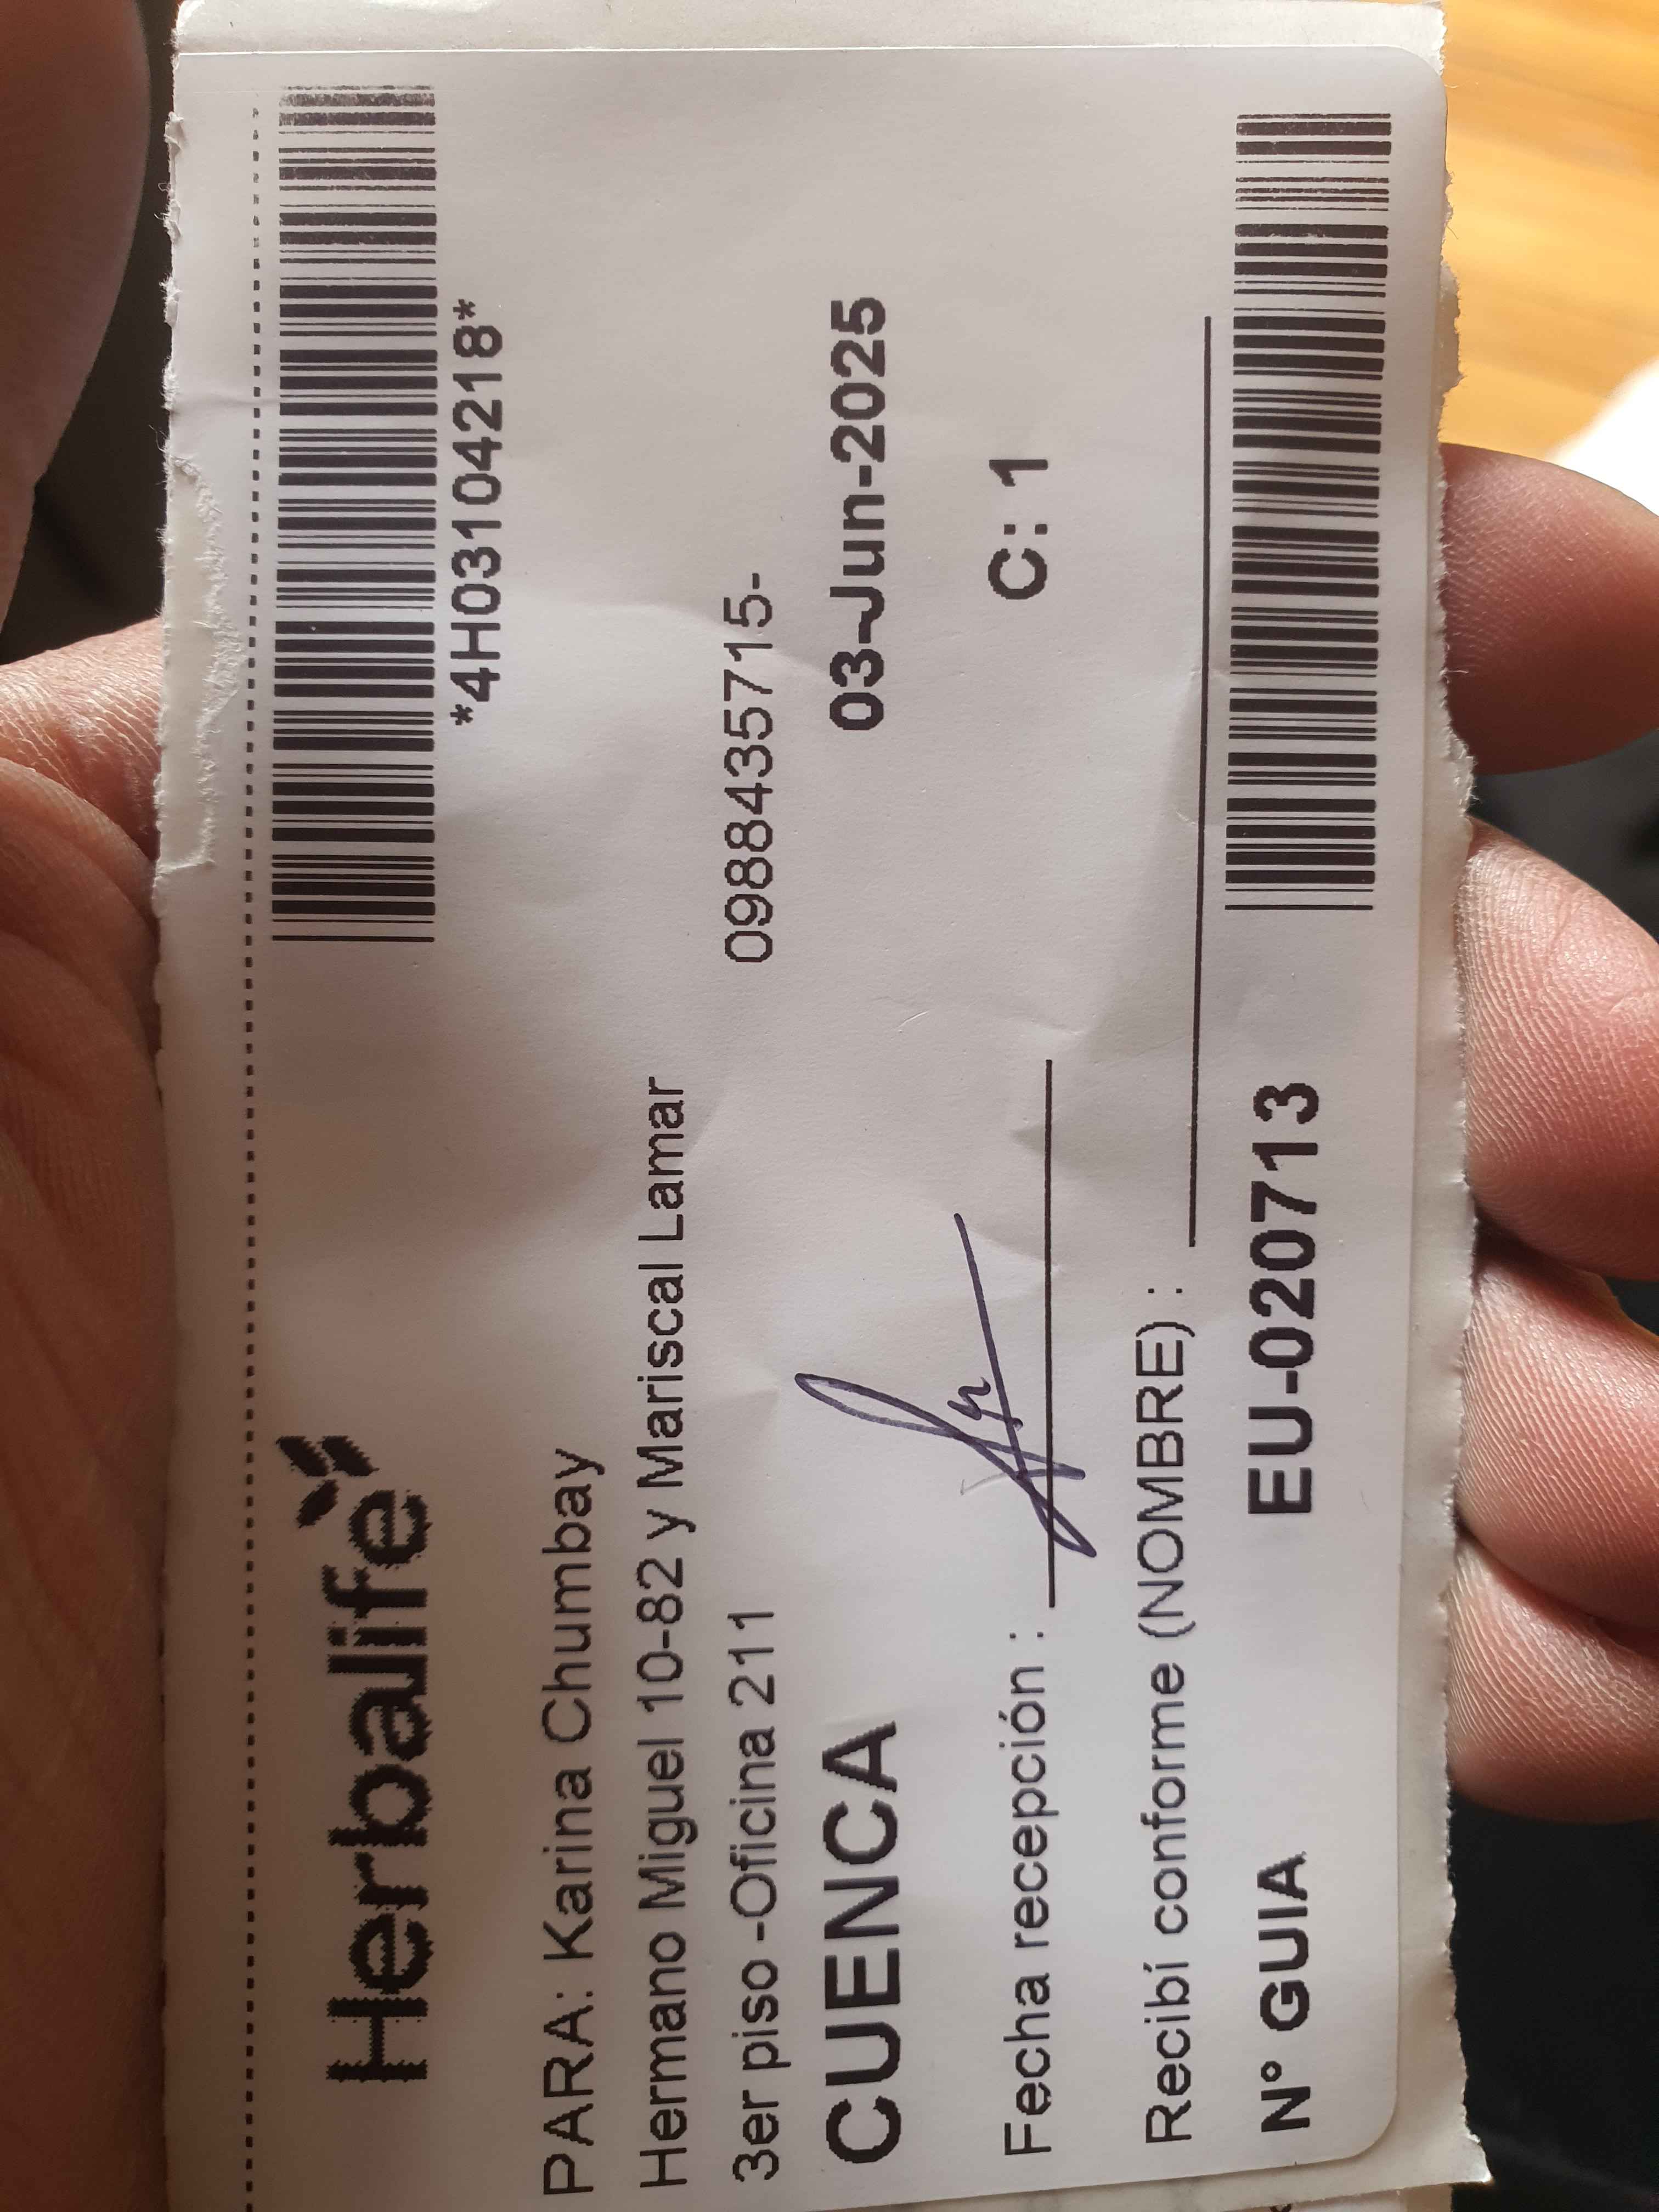 Herbalife
*4H03104218*
PARA: Karina Chumbay
Hermano Miguel 10-82 y Mariscal Lamar
3er piso -Oficina 211 0988435715-
CUENCA 03-Jun-2025
Fecha recepción : C: 1
Recibí conforme (NOMBRE) :
N° GUIA EU-020713